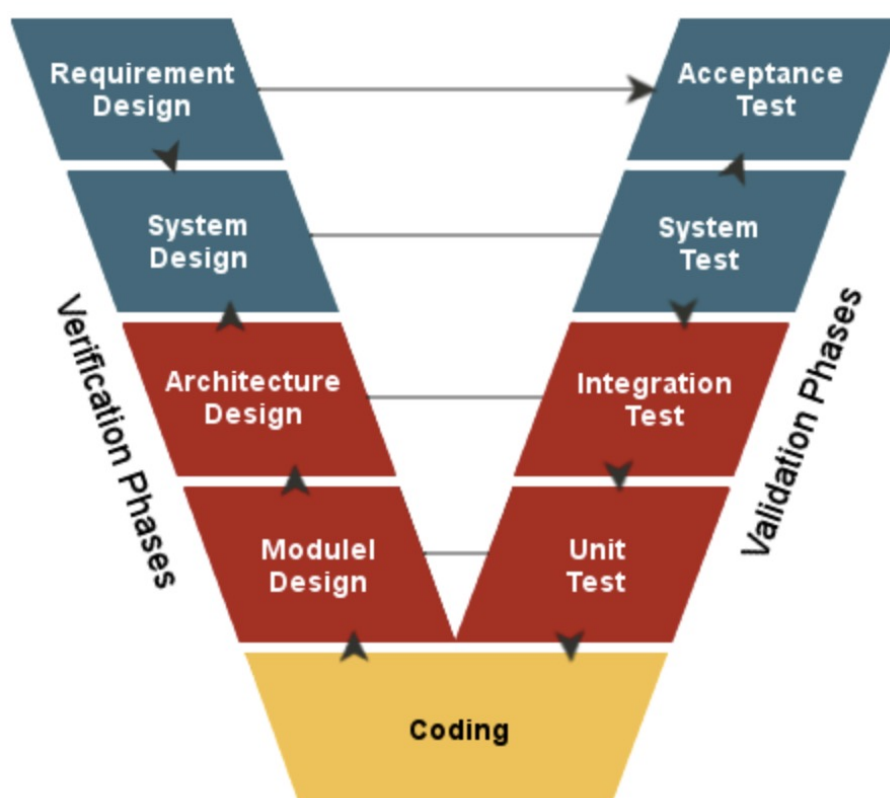 Requirement
Design
Acceptance
Test
System
Design
System
Test
Verification Phases
Validation Phases
Architecture
Design
Integration
Test
Modulel
Design
Unit
Test
Coding